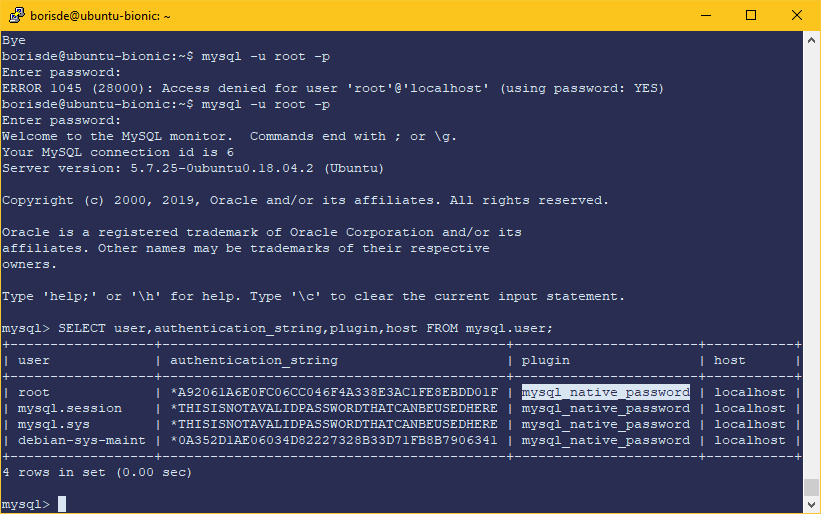 borisde@ubuntu-bionic: ~
Bye
borisde@ubuntu-bionic:~$ mysql -u root -p
Enter password:
ERROR 1045 (28000): Access denied for user 'root'@'localhost' (using password: YES)
borisde@ubuntu-bionic:~$ mysql -u root -p
Enter password:
Welcome to the MySQL monitor.  Commands end with ; or \g.
Your MySQL connection id is 6
Server version: 5.7.25-0ubuntu0.18.04.2 (Ubuntu)
Copyright (c) 2000, 2019, Oracle and/or its affiliates. All rights reserved.
Oracle is a registered trademark of Oracle Corporation and/or its
affiliates. Other names may be trademarks of their respective
owners.
Type 'help;' or '\h' for help. Type '\c' to clear the current input statement.
mysql> SELECT user,authentication_string,plugin,host FROM mysql.user;
+------------------+-------------------------------------------+-----------------------+-----------+
| user             | authentication_string                     | plugin                | host      |
+------------------+-------------------------------------------+-----------------------+-----------+
| root             | *A92061A6E0FC06CC046F4A338E3AC1FE8EBDD01F | mysql_native_password | localhost |
| mysql.session    | *THISISNOTAVALIDPASSWORDTHATCANBEUSEDHERE | mysql_native_password | localhost |
| mysql.sys        | *THISISNOTAVALIDPASSWORDTHATCANBEUSEDHERE | mysql_native_password | localhost |
| debian-sys-maint | *0A352D1AE06034D82227328B33D71FB8B7906341 | mysql_native_password | localhost |
+------------------+-------------------------------------------+-----------------------+-----------+
4 rows in set (0.00 sec)
mysql>